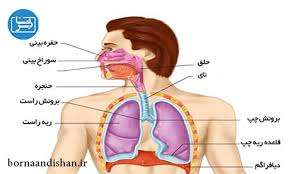 حفره بینی
سوراخ بینی
حنجره
برونش راست
ریه راست
حلق
نای
برونش چپ
قاعده ریه چپ
دیافراگم
bornaandishan.ir